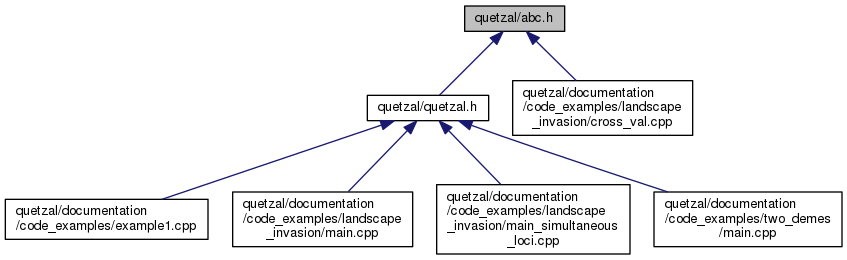 quetzal/abc.h
quetzal/quetzal.h
quetzal/documentation
/code_examples/landscape
_invasion/cross_val.cpp
quetzal/documentation
/code_examples/example1.cpp
quetzal/documentation
/code_examples/landscape
_invasion/main.cpp
quetzal/documentation
/code_examples/landscape
_invasion/main_simultaneous
_loci.cpp
quetzal/documentation
/code_examples/two_demes
/main.cpp